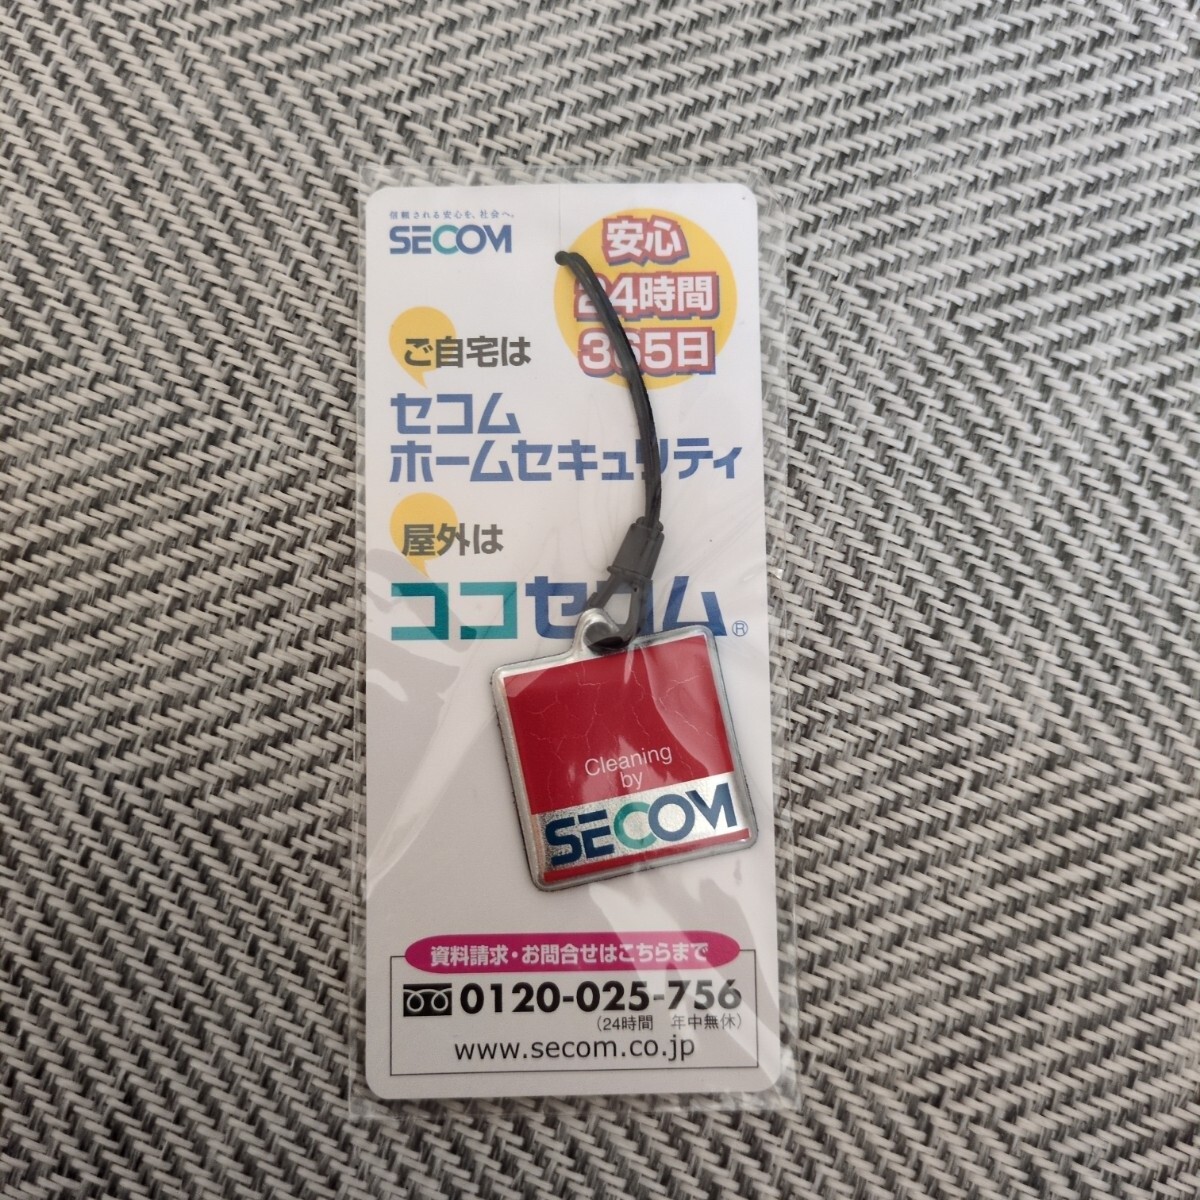 信頼される安心を、社会へ。
SECOM
安心
24時間
365日
ご自宅は
セコム
ホームセキュリティ
屋外は
ココセコム®
Cleaning
by
SECOM
資料請求・お問合せはこちらまで
0120-025-756
(24時間 年中無休)
www.secom.co.jp